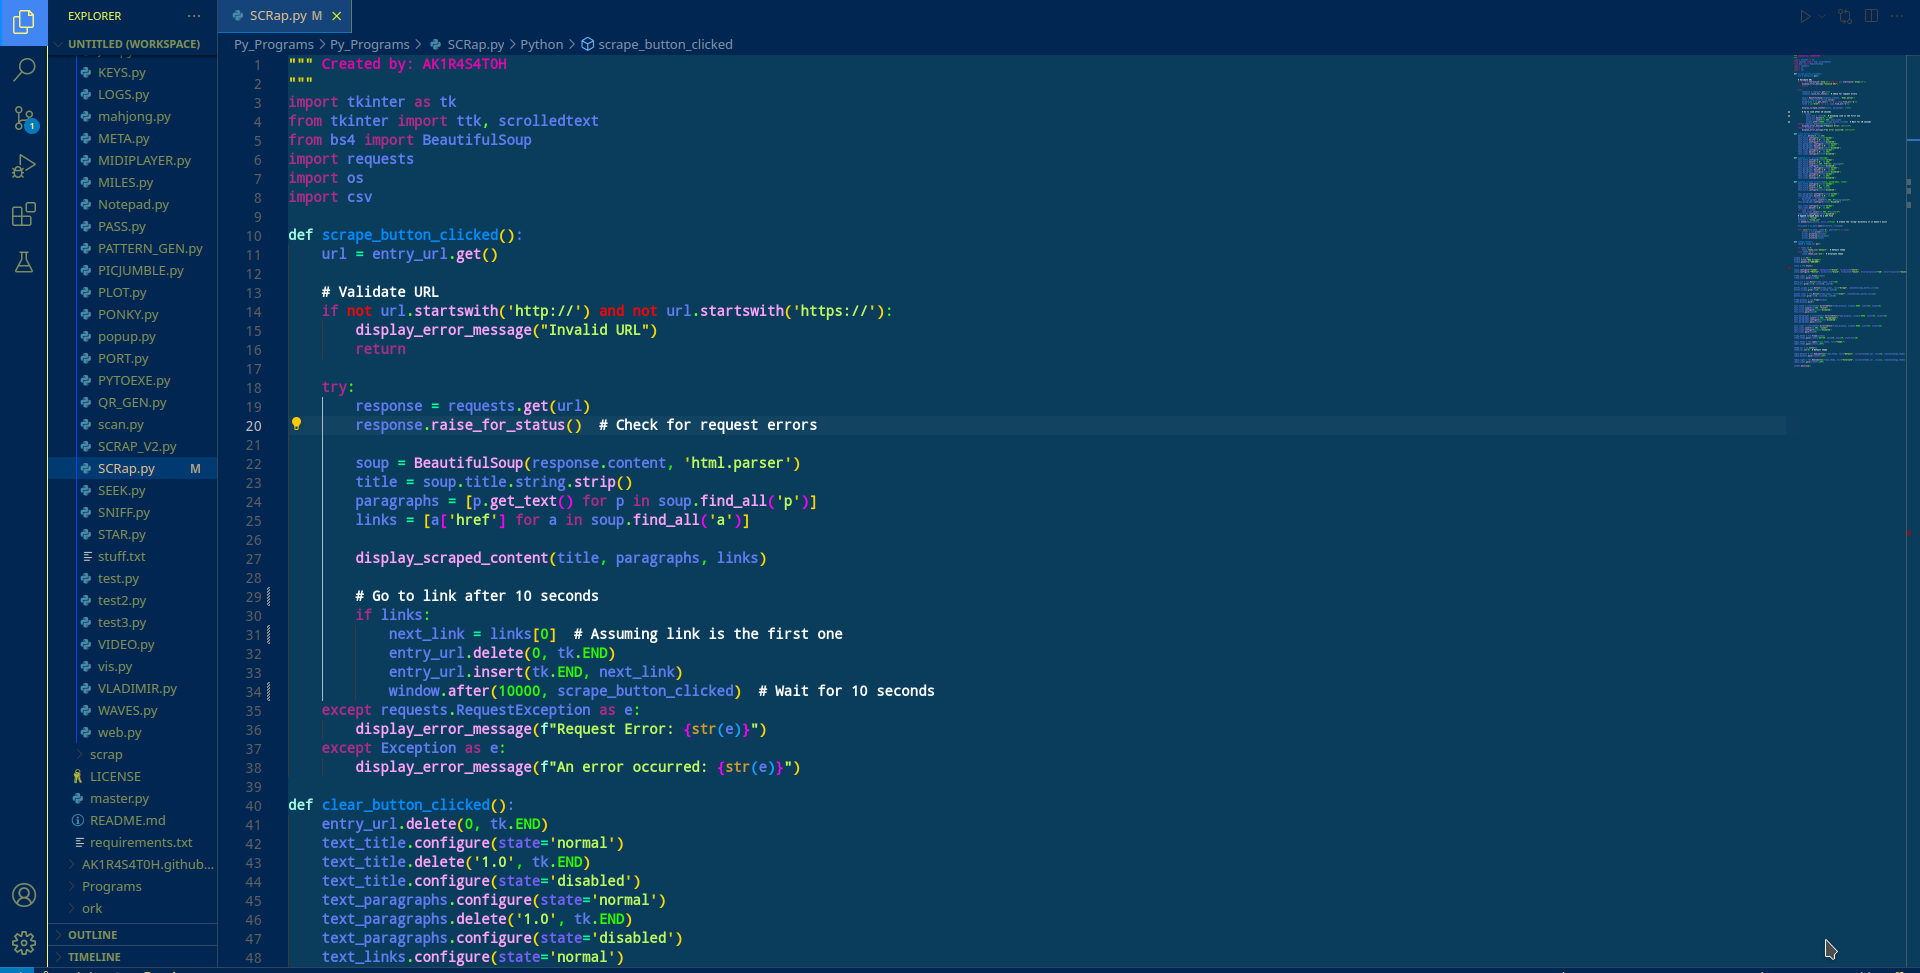 EXPLORER
UNTITLED (WORKSPACE)
KEYS.py
LOGS.py
mahjong.py
META.py
MIDIPLAYER.py
MILES.py
Notepad.py
PASS.py
PATTERN_GEN.py
PICJUMBLE.py
PLOT.py
PONKY.py
popup.py
PORT.py
PYTOEXE.py
QR_GEN.py
scan.py
SCRAP_V2.py
SCRap.py M
SEEK.py
SNIFF.py
STAR.py
stuff.txt
test.py
test2.py
test3.py
VIDEO.py
vis.py
VLADIMIR.py
WAVES.py
web.py
scrap
LICENSE
master.py
README.md
requirements.txt
AK1R4S4T0H.github...
Programs
ork
OUTLINE
TIMELINE
1
SCRap.py M
Py_Programs > Py_Programs > SCRap.py > Python > scrape_button_clicked
1 """ Created by: AK1R4S4T0H
2 """
3 import tkinter as tk
4 from tkinter import ttk, scrolledtext
5 from bs4 import BeautifulSoup
6 import requests
7 import os
8 import csv
9
10 def scrape_button_clicked():
11     url = entry_url.get()
12
13     # Validate URL
14     if not url.startswith('http://') and not url.startswith('https://'):
15         display_error_message("Invalid URL")
16         return
17
18     try:
19         response = requests.get(url)
20         response.raise_for_status()  # Check for request errors
21
22         soup = BeautifulSoup(response.content, 'html.parser')
23         title = soup.title.string.strip()
24         paragraphs = [p.get_text() for p in soup.find_all('p')]
25         links = [a['href'] for a in soup.find_all('a')]
26
27         display_scraped_content(title, paragraphs, links)
28
29         # Go to link after 10 seconds
30         if links:
31             next_link = links[0]  # Assuming link is the first one
32             entry_url.delete(0, tk.END)
33             entry_url.insert(tk.END, next_link)
34             window.after(10000, scrape_button_clicked)  # Wait for 10 seconds
35     except requests.RequestException as e:
36         display_error_message(f"Request Error: {str(e)}")
37     except Exception as e:
38         display_error_message(f"An error occurred: {str(e)}")
39
40 def clear_button_clicked():
41     entry_url.delete(0, tk.END)
42     text_title.configure(state='normal')
43     text_title.delete('1.0', tk.END)
44     text_title.configure(state='disabled')
45     text_paragraphs.configure(state='normal')
46     text_paragraphs.delete('1.0', tk.END)
47     text_paragraphs.configure(state='disabled')
48     text_links.configure(state='normal')